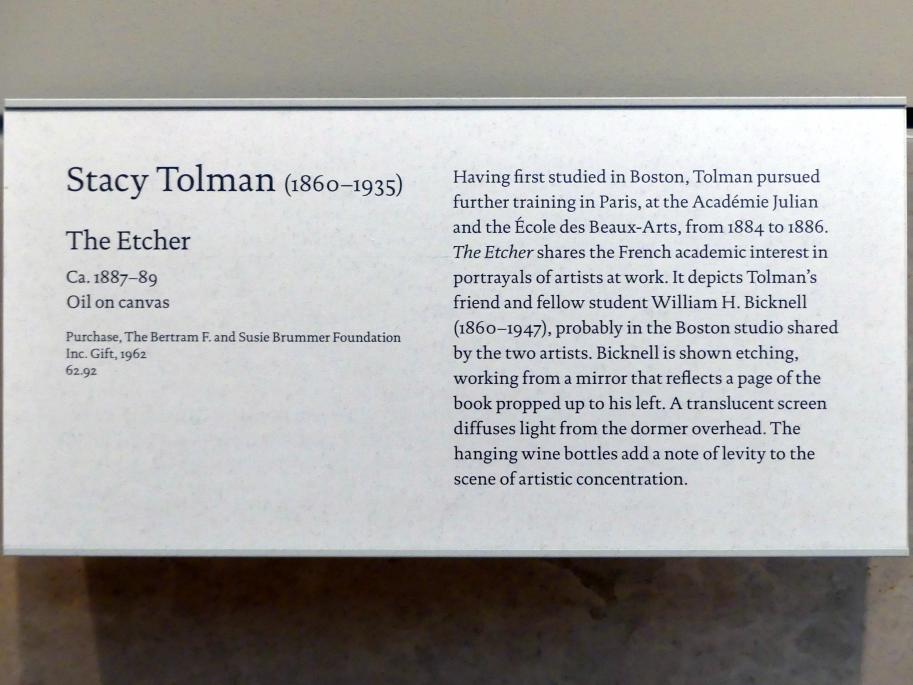 Stacy Tolman (1860–1935)
The Etcher
Ca. 1887–89
Oil on canvas
Purchase, The Bertram F. and Susie Brummer Foundation
Inc. Gift, 1962
62.92
Having first studied in Boston, Tolman pursued
further training in Paris, at the Académie Julian
and the École des Beaux-Arts, from 1884 to 1886.
The Etcher shares the French academic interest in
portrayals of artists at work. It depicts Tolman’s
friend and fellow student William H. Bicknell
(1860–1947), probably in the Boston studio shared
by the two artists. Bicknell is shown etching,
working from a mirror that reflects a page of the
book propped up to his left. A translucent screen
diffuses light from the dormer overhead. The
hanging wine bottles add a note of levity to the
scene of artistic concentration.